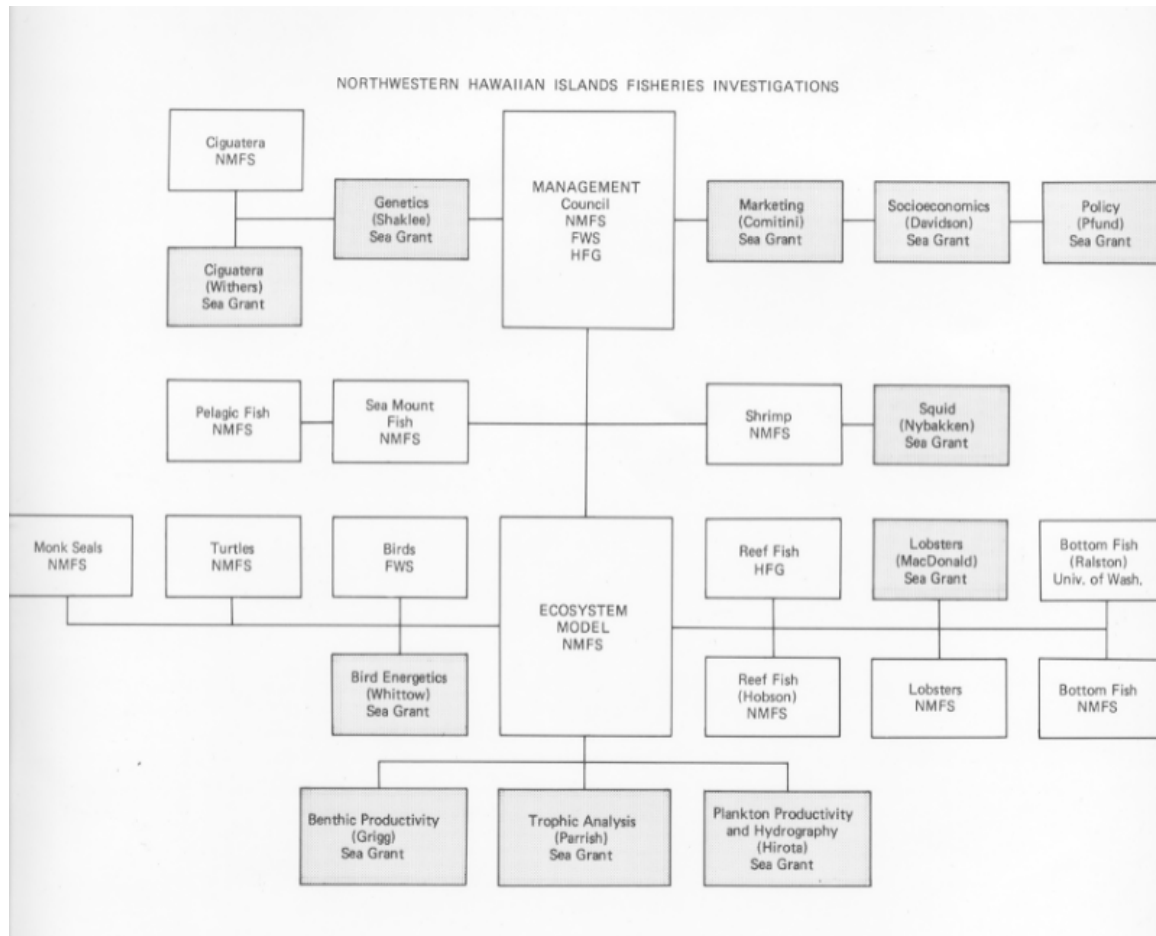 NORTHWESTERN HAWAIIAN ISLANDS FISHERIES INVESTIGATIONS
Ciguatera
NMFS
Genetics
(Shaklee)
Sea Grant
Ciguatera
(Withers)
Sea Grant
MANAGEMENT
Council
NMFS
FWS
HFG
Marketing
(Comitini)
Sea Grant
Socioeconomics
(Davidson)
Sea Grant
Policy
(Pfund)
Sea Grant
Pelagic Fish
NMFS
Sea Mount
Fish
NMFS
Shrimp
NMFS
Squid
(Nybakken)
Sea Grant
Monk Seals
NMFS
Turtles
NMFS
Birds
FWS
Bird Energetics
(Whittow)
Sea Grant
ECOSYSTEM
MODEL
NMFS
Reef Fish
HFG
Lobsters
(MacDonald)
Sea Grant
Bottom Fish
(Ralston)
Univ. of Wash.
Reef Fish
(Hobson)
NMFS
Lobsters
NMFS
Bottom Fish
NMFS
Benthic Productivity
(Grigg)
Sea Grant
Trophic Analysis
(Parrish)
Sea Grant
Plankton Productivity
and Hydrography
(Hirota)
Sea Grant